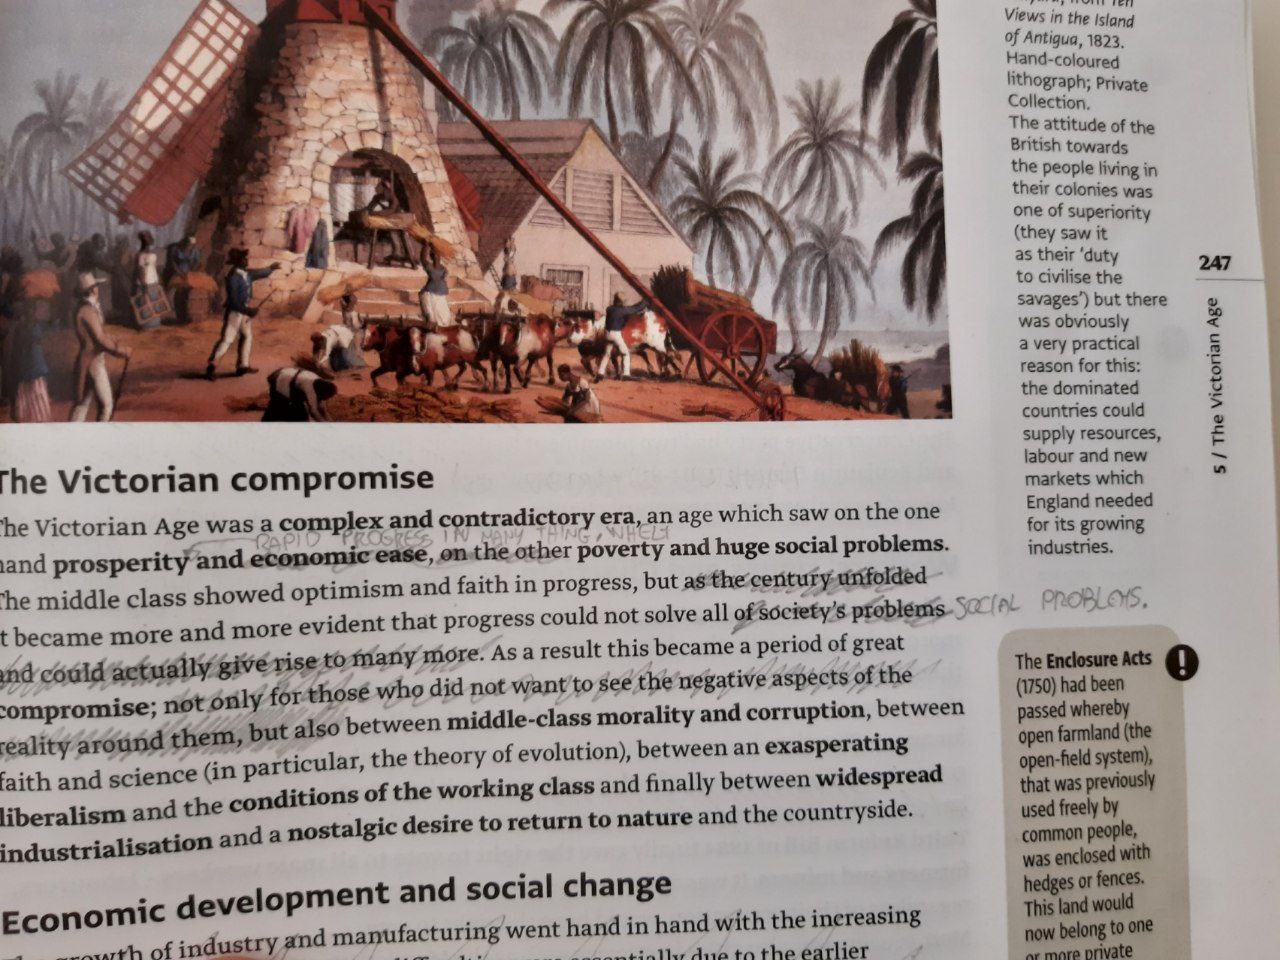 Views in the Island
of Antigua, 1823.
Hand-coloured
lithograph; Private
Collection.
The attitude of the
British towards
the people living in
their colonies was
one of superiority
(they saw it
as their ‘duty
to civilise the
savages’) but there
was obviously
a very practical
reason for this:
the dominated
countries could
supply resources,
labour and new
markets which
England needed
for its growing
industries.
247
5 / The Victorian Age
The Victorian compromise
The Victorian Age was a complex and contradictory era, an age which saw on the one
RAPID PROGRESS IN MANY THING,
hand prosperity and economic ease, on the other poverty and huge social problems.
The middle class showed optimism and faith in progress, but as the century unfolded
it became more and more evident that progress could not solve all of society’s problems SOCIAL PROBLEMS.
and could actually give rise to many more. As a result this became a period of great
compromise; not only for those who did not want to see the negative aspects of the
reality around them, but also between middle-class morality and corruption, between
faith and science (in particular, the theory of evolution), between an exasperating
liberalism and the conditions of the working class and finally between widespread
industrialisation and a nostalgic desire to return to nature and the countryside.
Economic development and social change
growth of industry and manufacturing went hand in hand with the increasing
essentially due to the earlier
The Enclosure Acts
(1750) had been
passed whereby
open farmland (the
open-field system),
that was previously
used freely by
common people,
was enclosed with
hedges or fences.
This land would
now belong to one
or more private